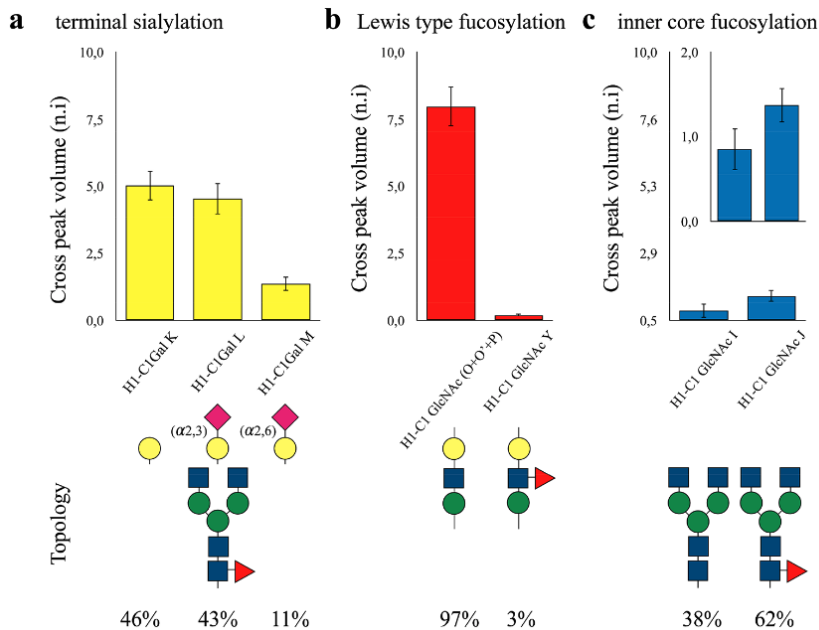 a terminal sialylation
Cross peak volume (n.i)
10,0
7,5
5,0
2,5
0,0
H1-C1Gal K
H1-C1Gal L
H1-C1Gal M
b Lewis type fucosylation
Cross peak volume (n.i)
10,0
7,5
5,0
2,5
0,0
H1-C1 GlcNAc (O+O'+P)
H1-C1 GlcNAc Y
c inner core fucosylation
Cross peak volume (n.i)
10,0
7,6
5,3
2,9
0,5
2,0
1,0
0,0
H1-C1 GlcNAc I
H1-C1 GlcNAc J
Topology
(α2,3)
(α2,6)
46% 43% 11%
97% 3%
38% 62%